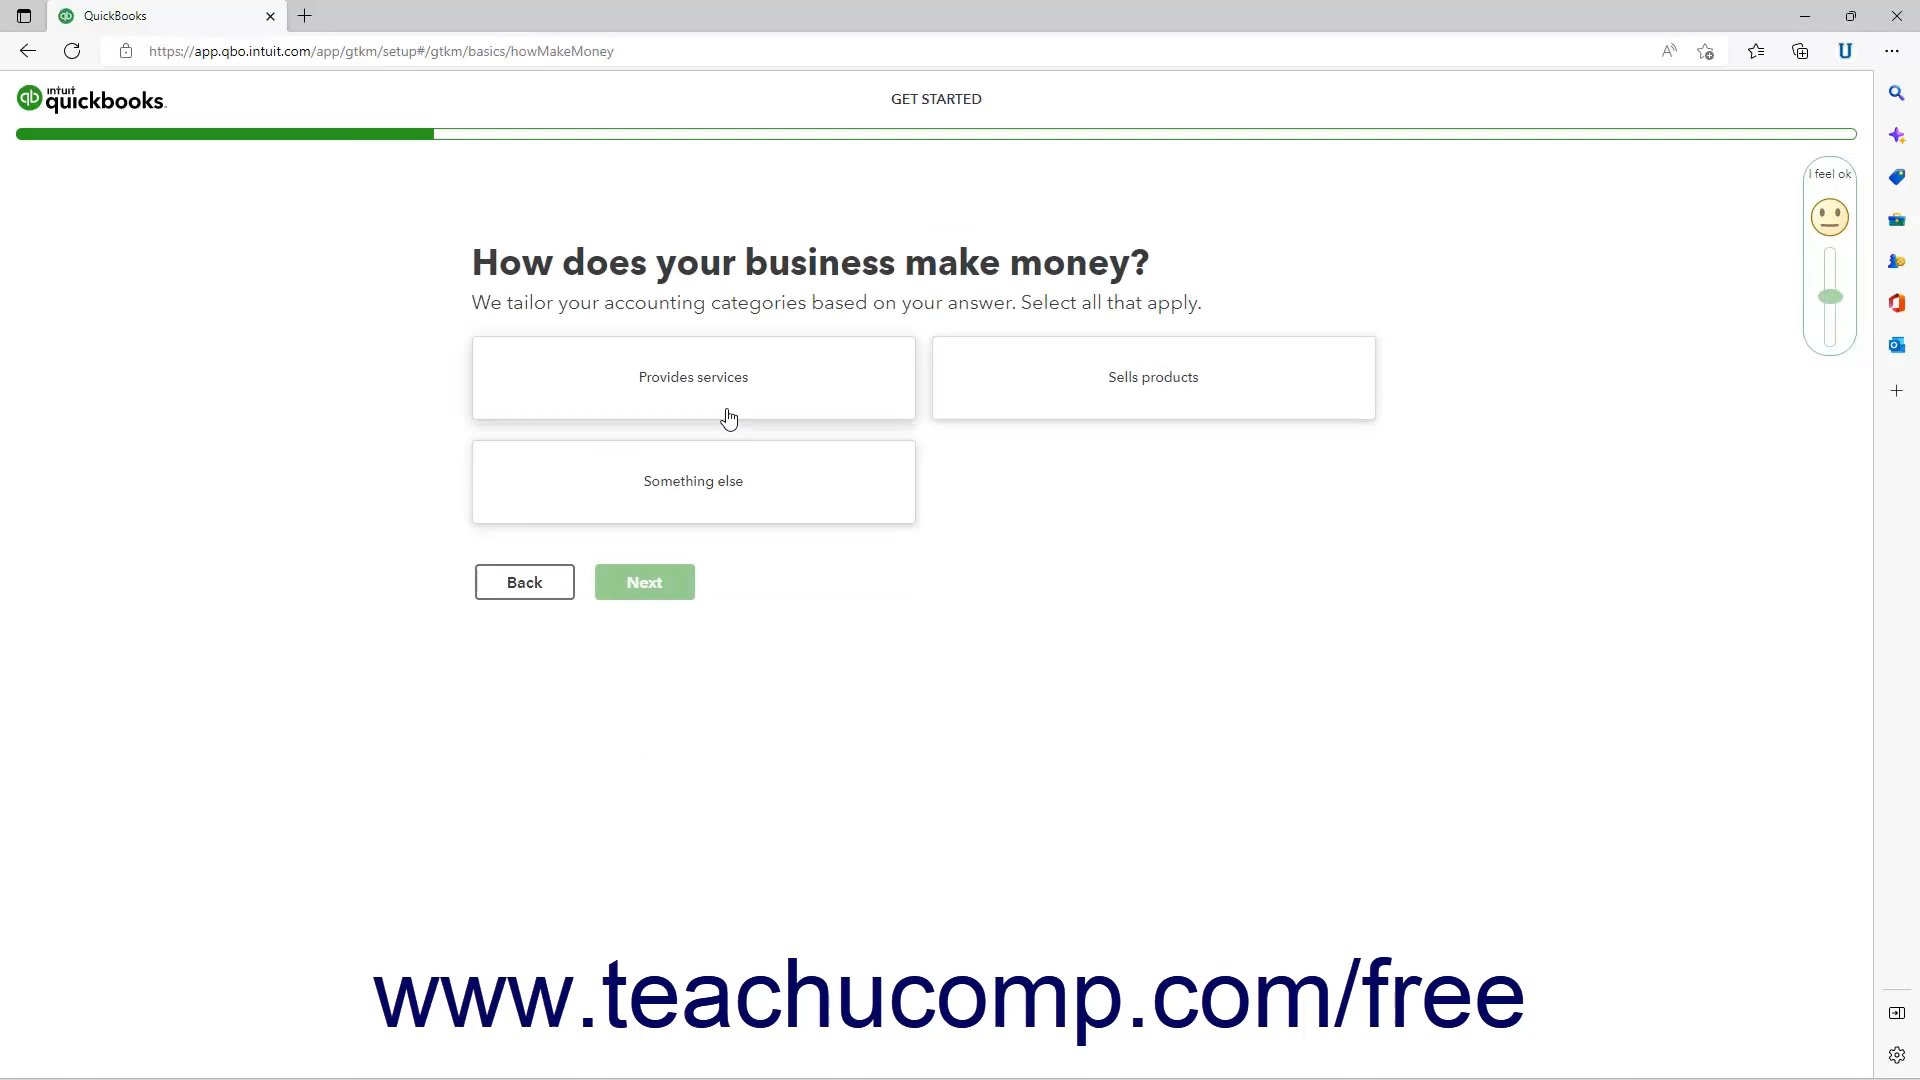 QuickBooks
https://app.qbo.intuit.com/app/gtkm/setup#/gtkm/basics/howMakeMoney
intuit
quickbooks.
GET STARTED
I feel ok
How does your business make money?
We tailor your accounting categories based on your answer. Select all that apply.
Provides services
Sells products
Something else
Back
Next
www.teachucomp.com/free